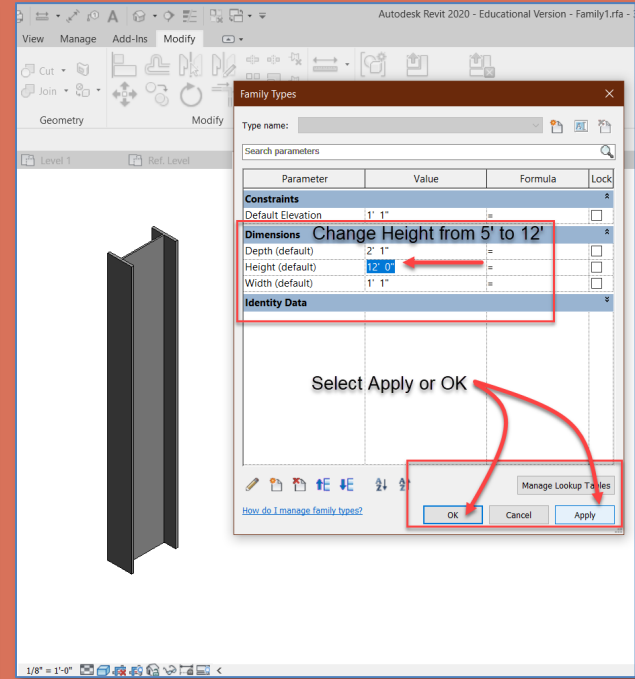 Autodesk Revit 2020 - Educational Version - Family1.rfa -
View Manage Add-Ins Modify
Cut
Join
Geometry Modify
Level 1 Ref. Level
Family Types
Type name:
Search parameters
Parameter Value Formula Lock
Constraints
Default Elevation 1' 1" =
Dimensions Change Height from 5' to 12'
Depth (default) 2' 1" =
Height (default) 12' 0" =
Width (default) 1' 1" =
Identity Data
Select Apply or OK
Manage Lookup Tables
How do I manage family types? OK Cancel Apply
1/8" = 1'-0"